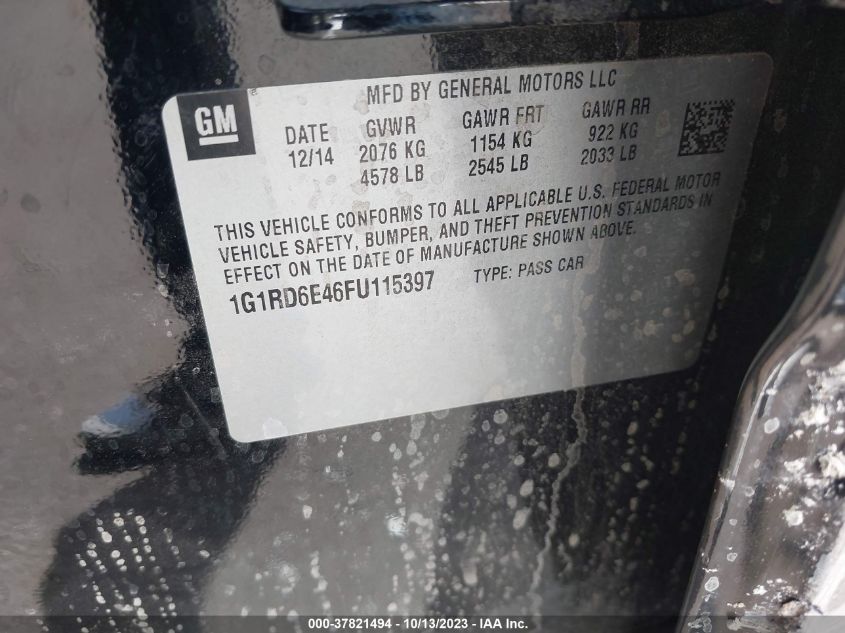 MFD BY GENERAL MOTORS LLC
GM
DATE GVWR GAWR FRT GAWR RR
12/14 2076 KG 1154 KG 922 KG
4578 LB 2545 LB 2033 LB
THIS VEHICLE CONFORMS TO ALL APPLICABLE U.S. FEDERAL MOTOR
VEHICLE SAFETY, BUMPER, AND THEFT PREVENTION STANDARDS IN
EFFECT ON THE DATE OF MANUFACTURE SHOWN ABOVE.
1G1RD6E46FU115397 TYPE: PASS CAR
000-37821494 - 10/13/2023 - IAA Inc.